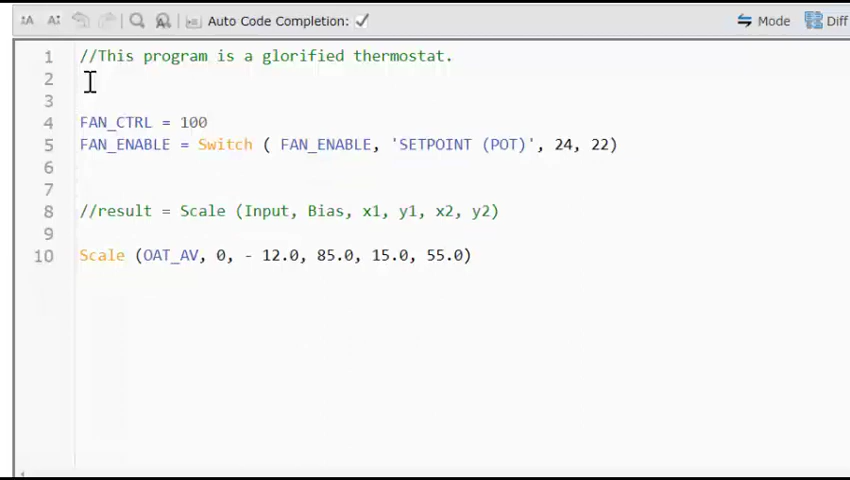 Auto Code Completion: Mode Diff
1 //This program is a glorified thermostat.
2
3
4 FAN_CTRL = 100
5 FAN_ENABLE = Switch ( FAN_ENABLE, 'SETPOINT (POT)', 24, 22)
6
7
8 //result = Scale (Input, Bias, x1, y1, x2, y2)
9
10 Scale (OAT_AV, 0, - 12.0, 85.0, 15.0, 55.0)